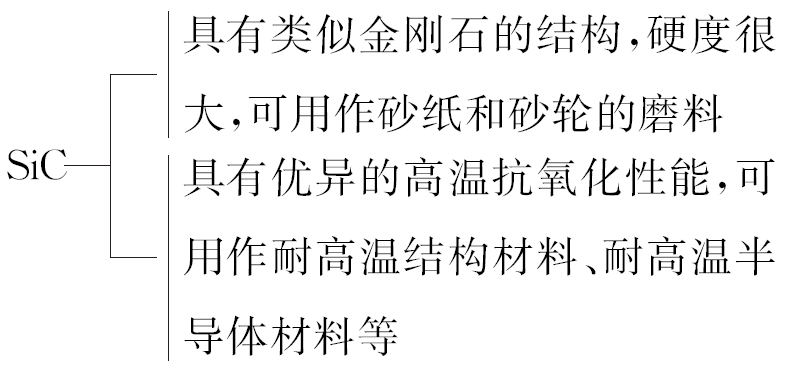 SiC
具有类似金刚石的结构,硬度很
大,可用作砂纸和砂轮的磨料
具有优异的高温抗氧化性能,可
用作耐高温结构材料、耐高温半
导体材料等